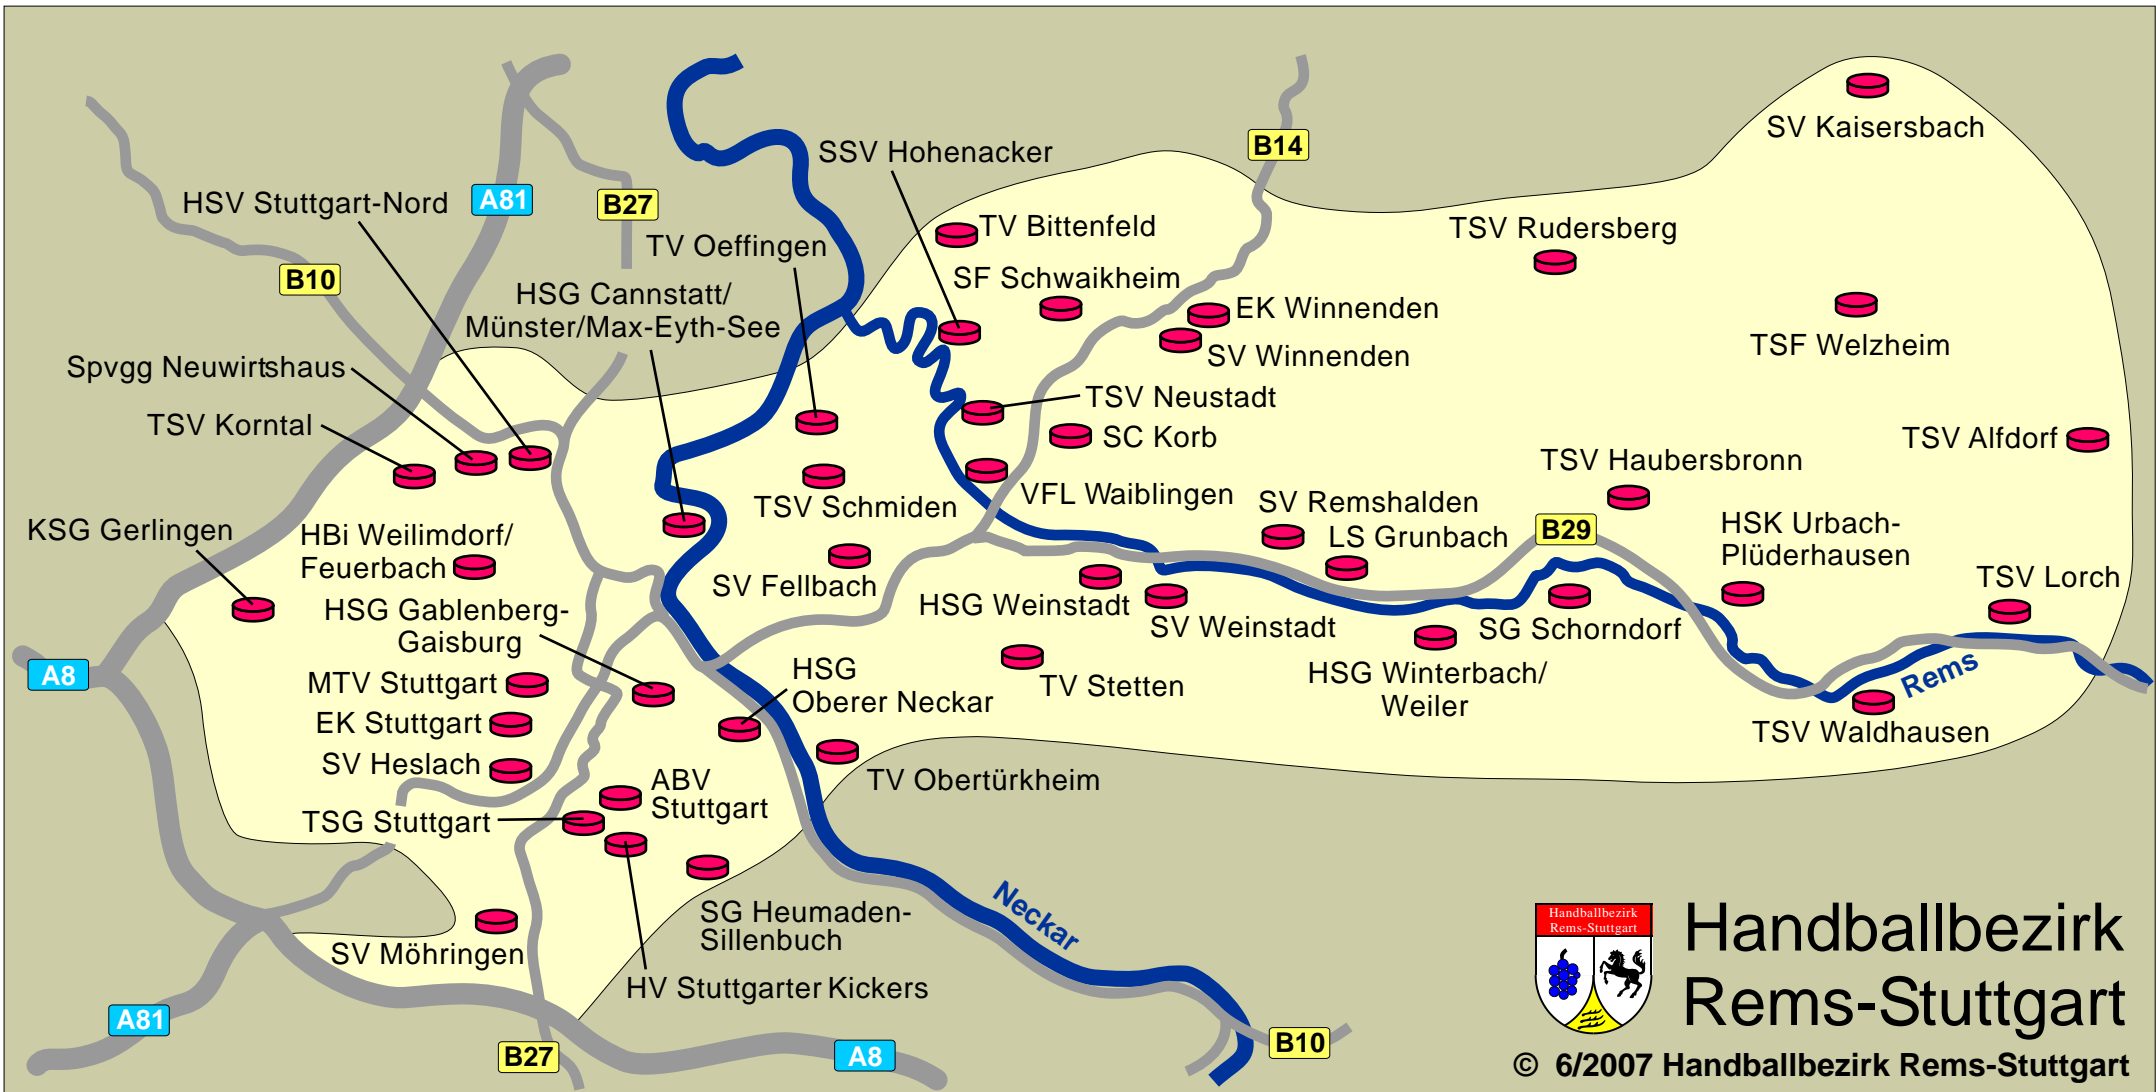 SV Kaisersbach
B14
SSV Hohenacker
A81
B27
HSV Stuttgart-Nord
TV Bittenfeld
TSV Rudersberg
TV Oeffingen
B10
SF Schwaikheim
HSG Cannstatt/
Münster/Max-Eyth-See
EK Winnenden
SV Winnenden
TSF Welzheim
Spvgg Neuwirtshaus
TSV Neustadt
TSV Korntal
SC Korb
TSV Alfdorf
TSV Haubersbronn
VFL Waiblingen
SV Remshalden
TSV Schmiden
KSG Gerlingen
HBi Weilimdorf/
Feuerbach
LS Grunbach
B29
HSK Urbach-
Plüderhausen
TSV Lorch
SV Fellbach
HSG Weinstadt
SV Weinstadt
SG Schorndorf
HSG Gablenberg-
Gaisburg
A8
MTV Stuttgart
HSG
Oberer Neckar
TV Stetten
HSG Winterbach/
Weiler
Rems
EK Stuttgart
TSV Waldhausen
SV Heslach
ABV
Stuttgart
TV Obertürkheim
TSG Stuttgart
SG Heumaden-
Sillenbuch
Neckar
SV Möhringen
HV Stuttgarter Kickers
A81
B27
A8
B10
Handballbezirk
Rems-Stuttgart
Handballbezirk
Rems-Stuttgart
© 6/2007 Handballbezirk Rems-Stuttgart